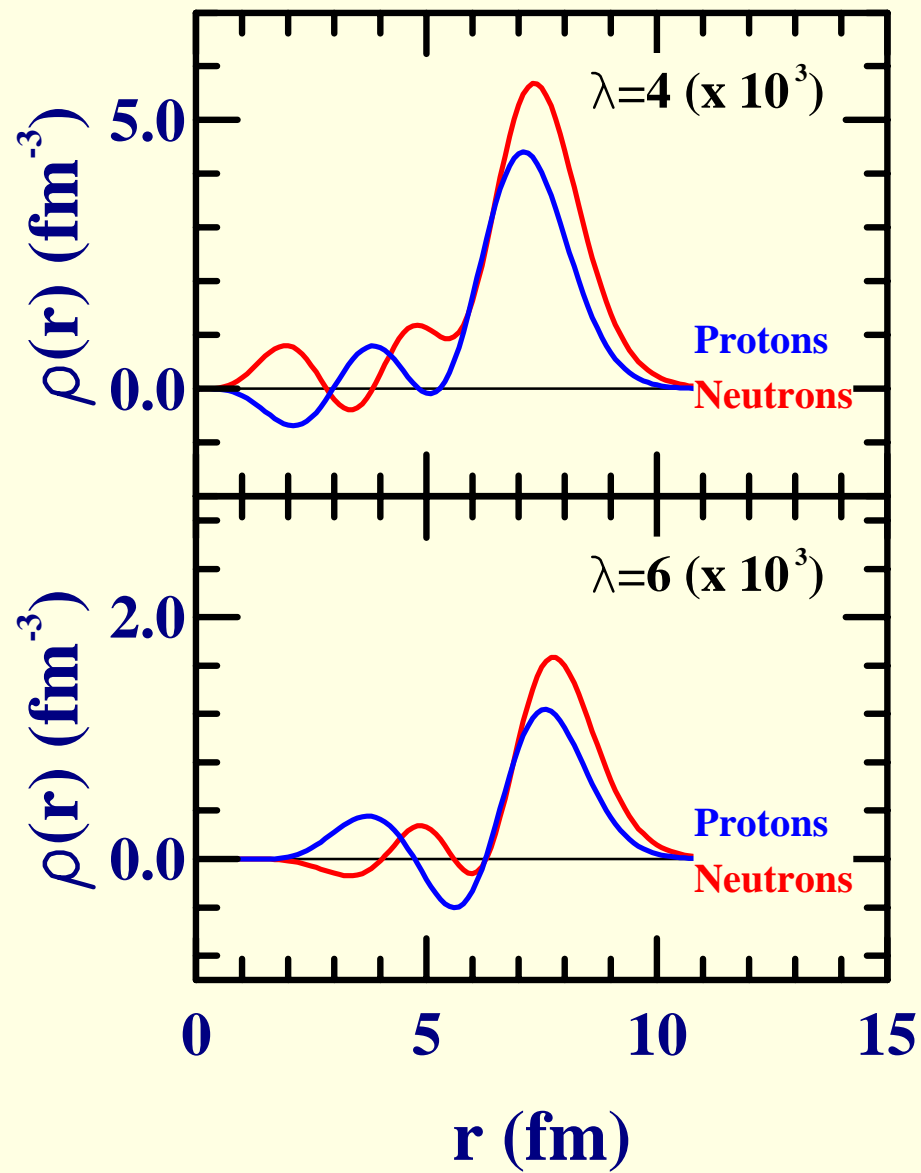 λ=4 (x 10³)
5.0
ρ(r) (fm⁻³)
Protons
0.0
Neutrons
λ=6 (x 10³)
2.0
ρ(r) (fm⁻³)
Protons
0.0
Neutrons
0 5 10 15
r (fm)